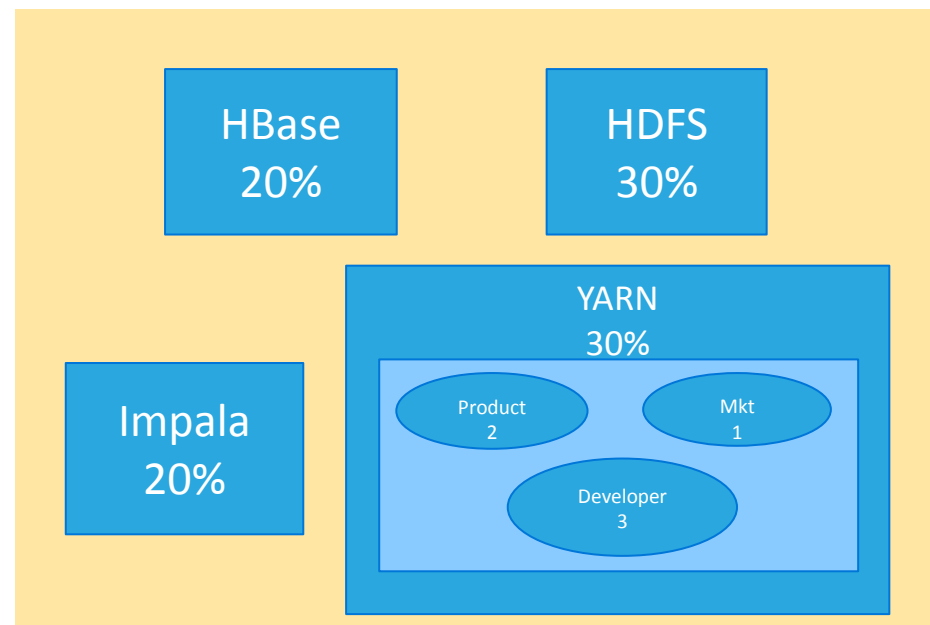 HBase
20%
HDFS
30%
YARN
30%
Impala
20%
Product
2
Mkt
1
Developer
3